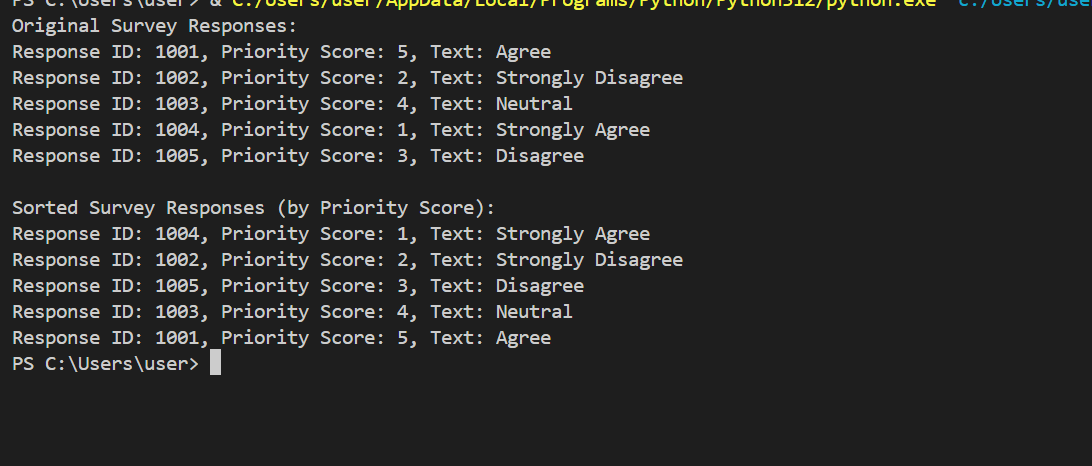 PS C:\Users\user> & C:/Users/user/AppData/Local/Programs/Python/Python312/python.exe "c:/Users/use
Original Survey Responses:
Response ID: 1001, Priority Score: 5, Text: Agree
Response ID: 1002, Priority Score: 2, Text: Strongly Disagree
Response ID: 1003, Priority Score: 4, Text: Neutral
Response ID: 1004, Priority Score: 1, Text: Strongly Agree
Response ID: 1005, Priority Score: 3, Text: Disagree
Sorted Survey Responses (by Priority Score):
Response ID: 1004, Priority Score: 1, Text: Strongly Agree
Response ID: 1002, Priority Score: 2, Text: Strongly Disagree
Response ID: 1005, Priority Score: 3, Text: Disagree
Response ID: 1003, Priority Score: 4, Text: Neutral
Response ID: 1001, Priority Score: 5, Text: Agree
PS C:\Users\user>